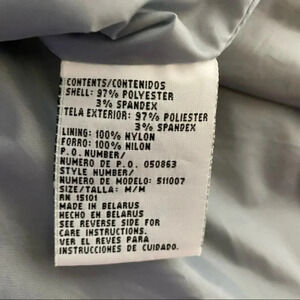 CONTENTS/CONTENIDOS
SHELL: 97% POLYESTER
3% SPANDEX
TELA EXTERIOR: 97% POLIESTER
3% SPANDEX
LINING: 100% NYLON
FORRO: 100% NILON
P.O. NUMBER/
NUMERO DE P.O. 050863
STYLE NUMBER/
NUMERO DE MODELO: 511007
SIZE/TALLA: M/M
RN 15101
MADE IN BELARUS
HECHO EN BELARUS
SEE REVERSE SIDE FOR
CARE INSTRUCTIONS.
VER EL REVES PARA
INSTRUCCIONES DE CUIDADO.